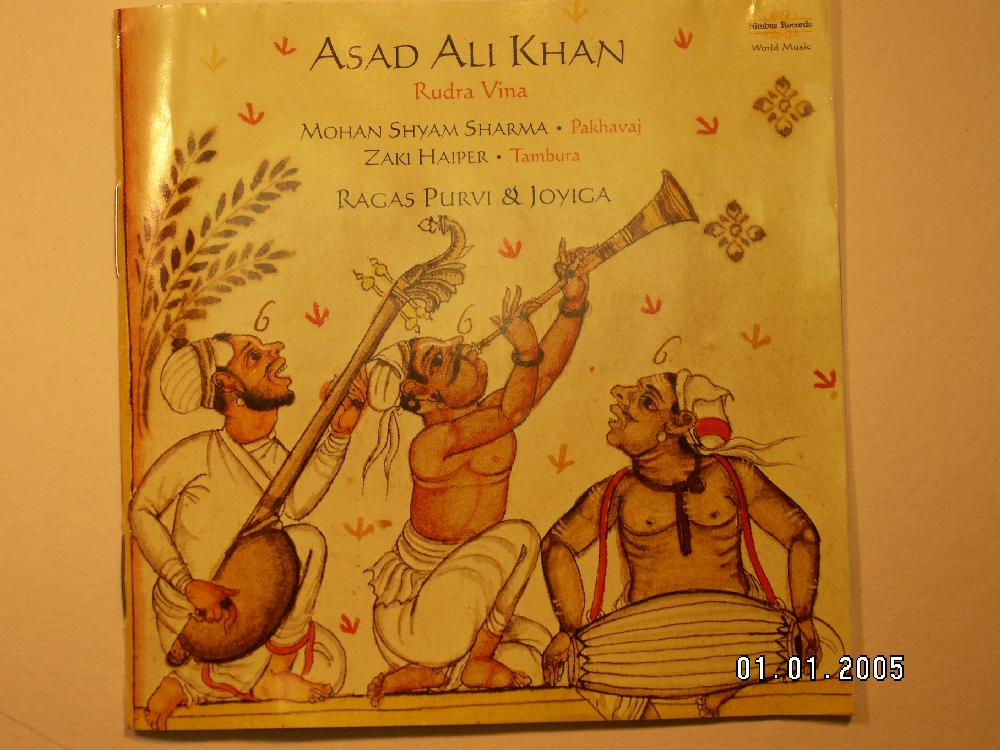 Nimbus Records
World Music
ASAD ALI KHAN
Rudra Vina
MOHAN SHYAM SHARMA • Pakhavaj
ZAKI HAIPER • Tambura
RAGAS PURVI & JOYIGA
01.01.2005